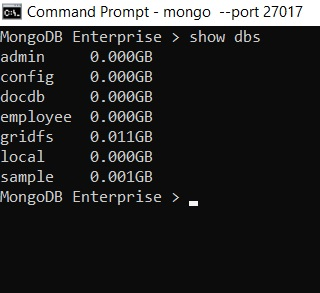 Command Prompt - mongo  --port 27017
MongoDB Enterprise > show dbs
admin     0.000GB
config    0.000GB
docdb     0.000GB
employee  0.000GB
gridfs    0.011GB
local     0.000GB
sample    0.001GB
MongoDB Enterprise >